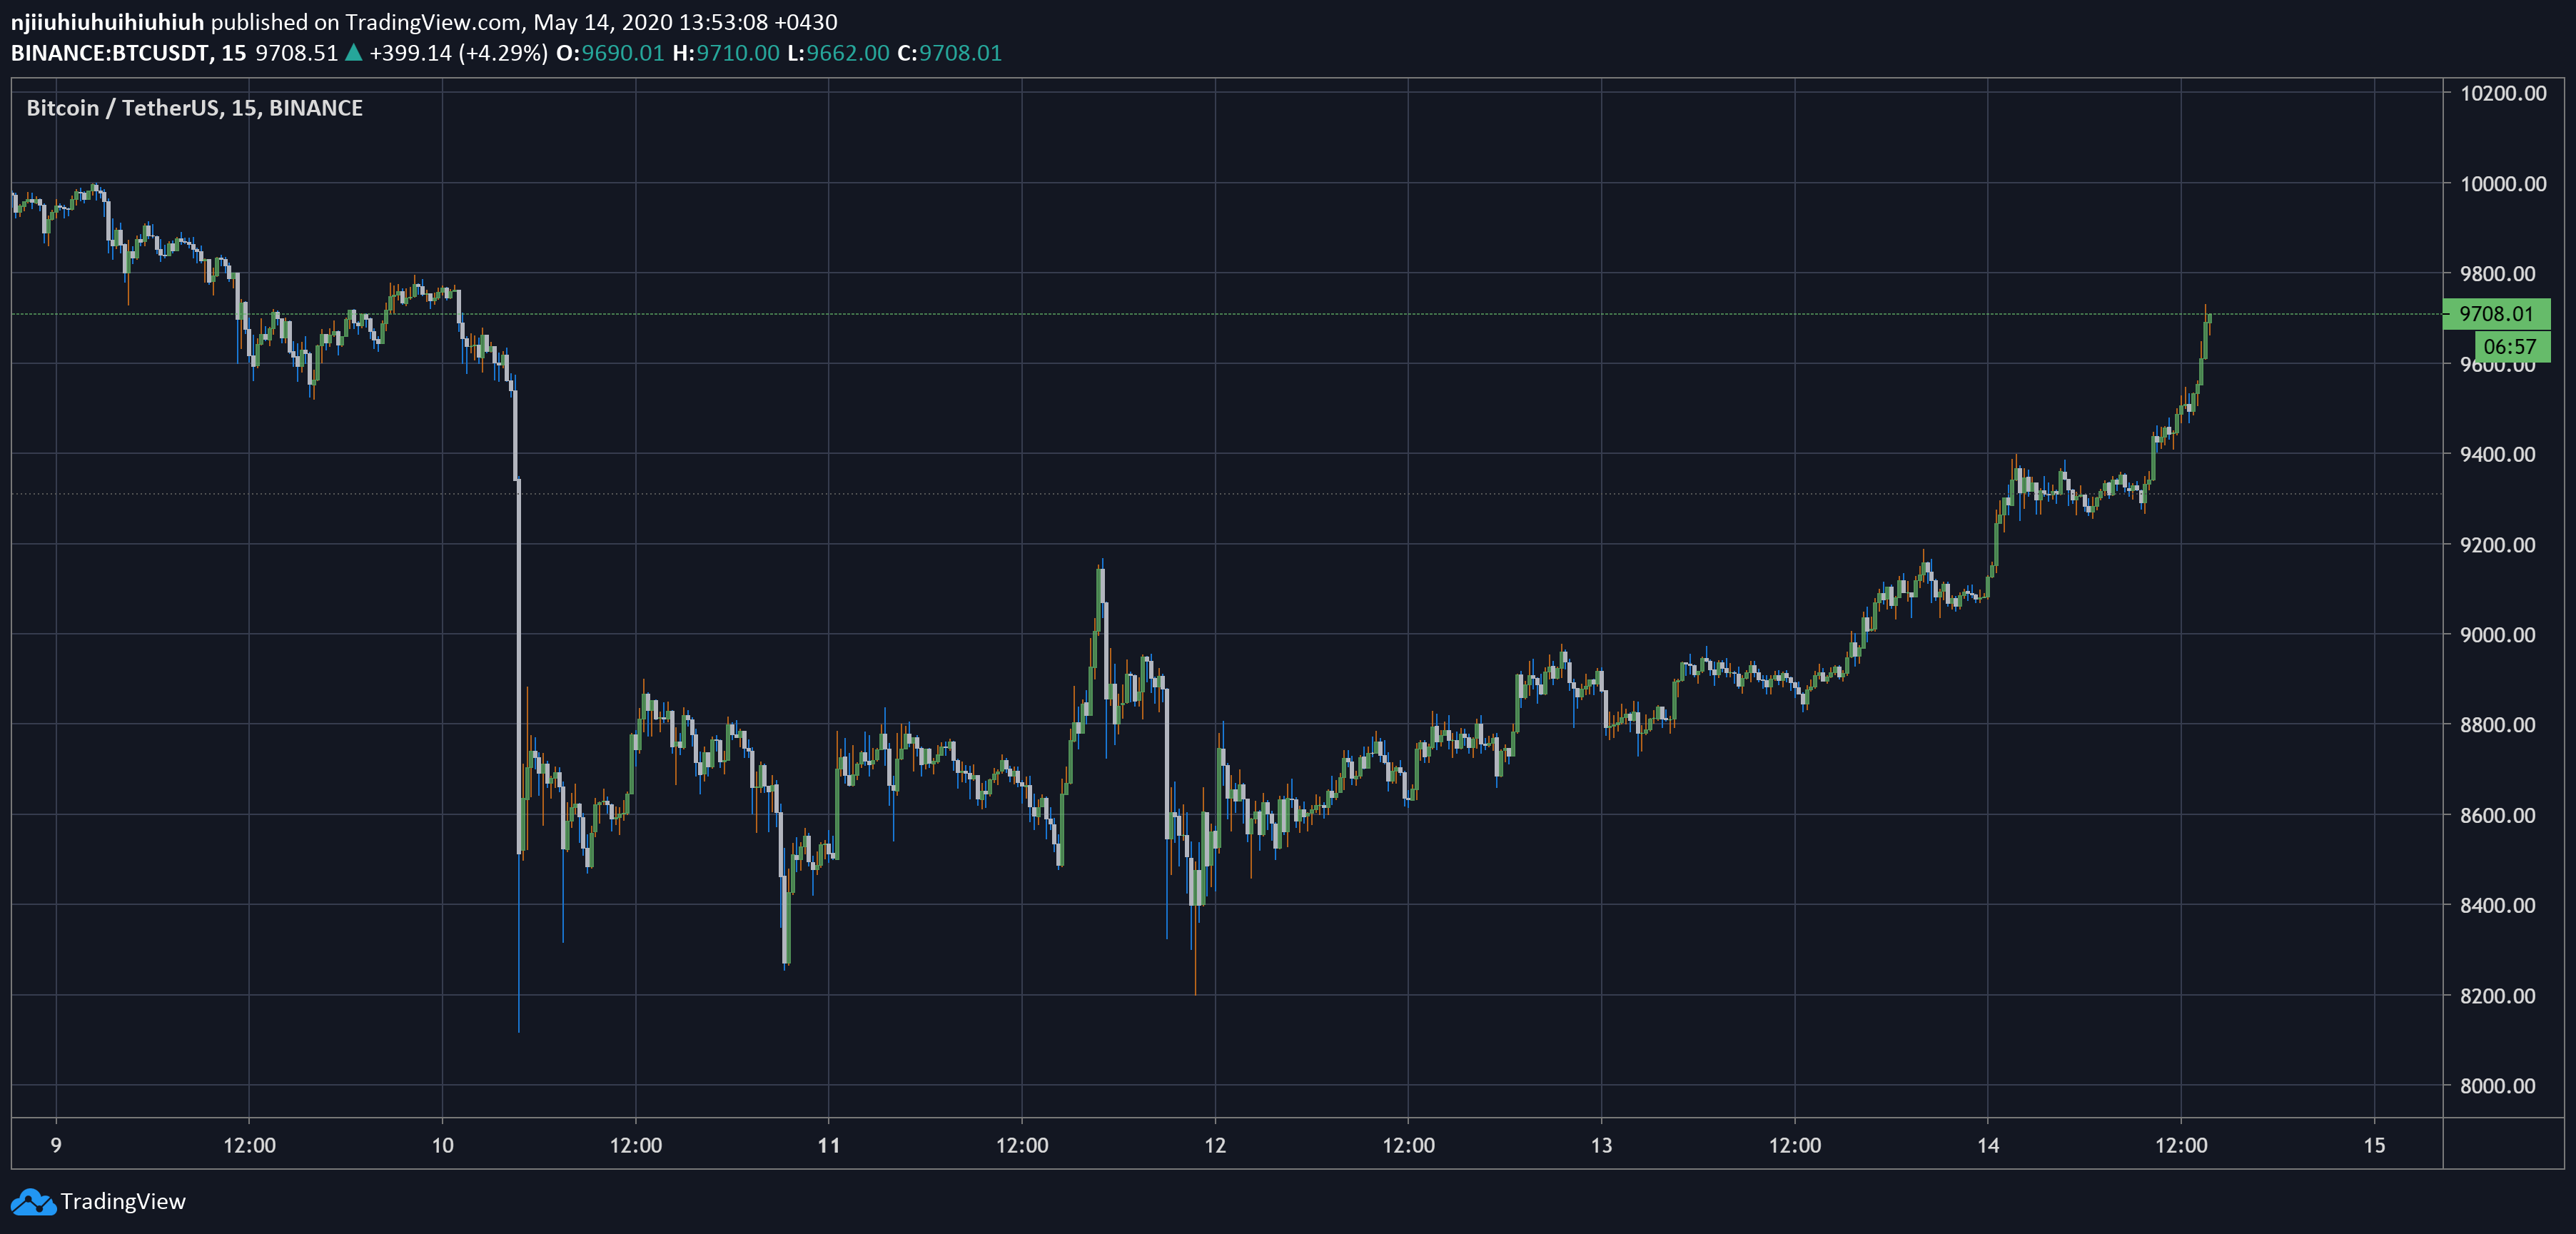 njiiuhiuhuihiuhiuh published on TradingView.com, May 14, 2020 13:53:08 +0430
BINANCE:BTCUSDT, 15 9708.51 ▲ +399.14 (+4.29%) O:9690.01 H:9710.00 L:9662.00 C:9708.01
Bitcoin / TetherUS, 15, BINANCE
10200.00
10000.00
9800.00
9708.01
06:57
9600.00
9400.00
9200.00
9000.00
8800.00
8600.00
8400.00
8200.00
8000.00
9 12:00 10 12:00 11 12:00 12 12:00 13 12:00 14 12:00 15
TradingView